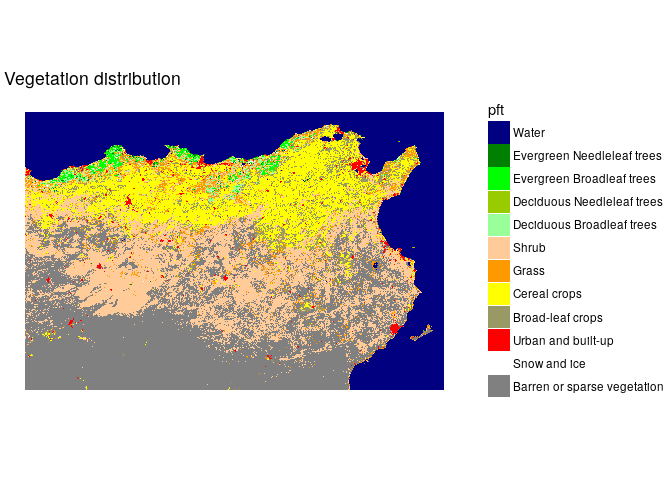 Vegetation distribution
pft
Water
Evergreen Needleleaf trees
Evergreen Broadleaf trees
Deciduous Needleleaf trees
Deciduous Broadleaf trees
Shrub
Grass
Cereal crops
Broad-leaf crops
Urban and built-up
Snow and ice
Barren or sparse vegetation